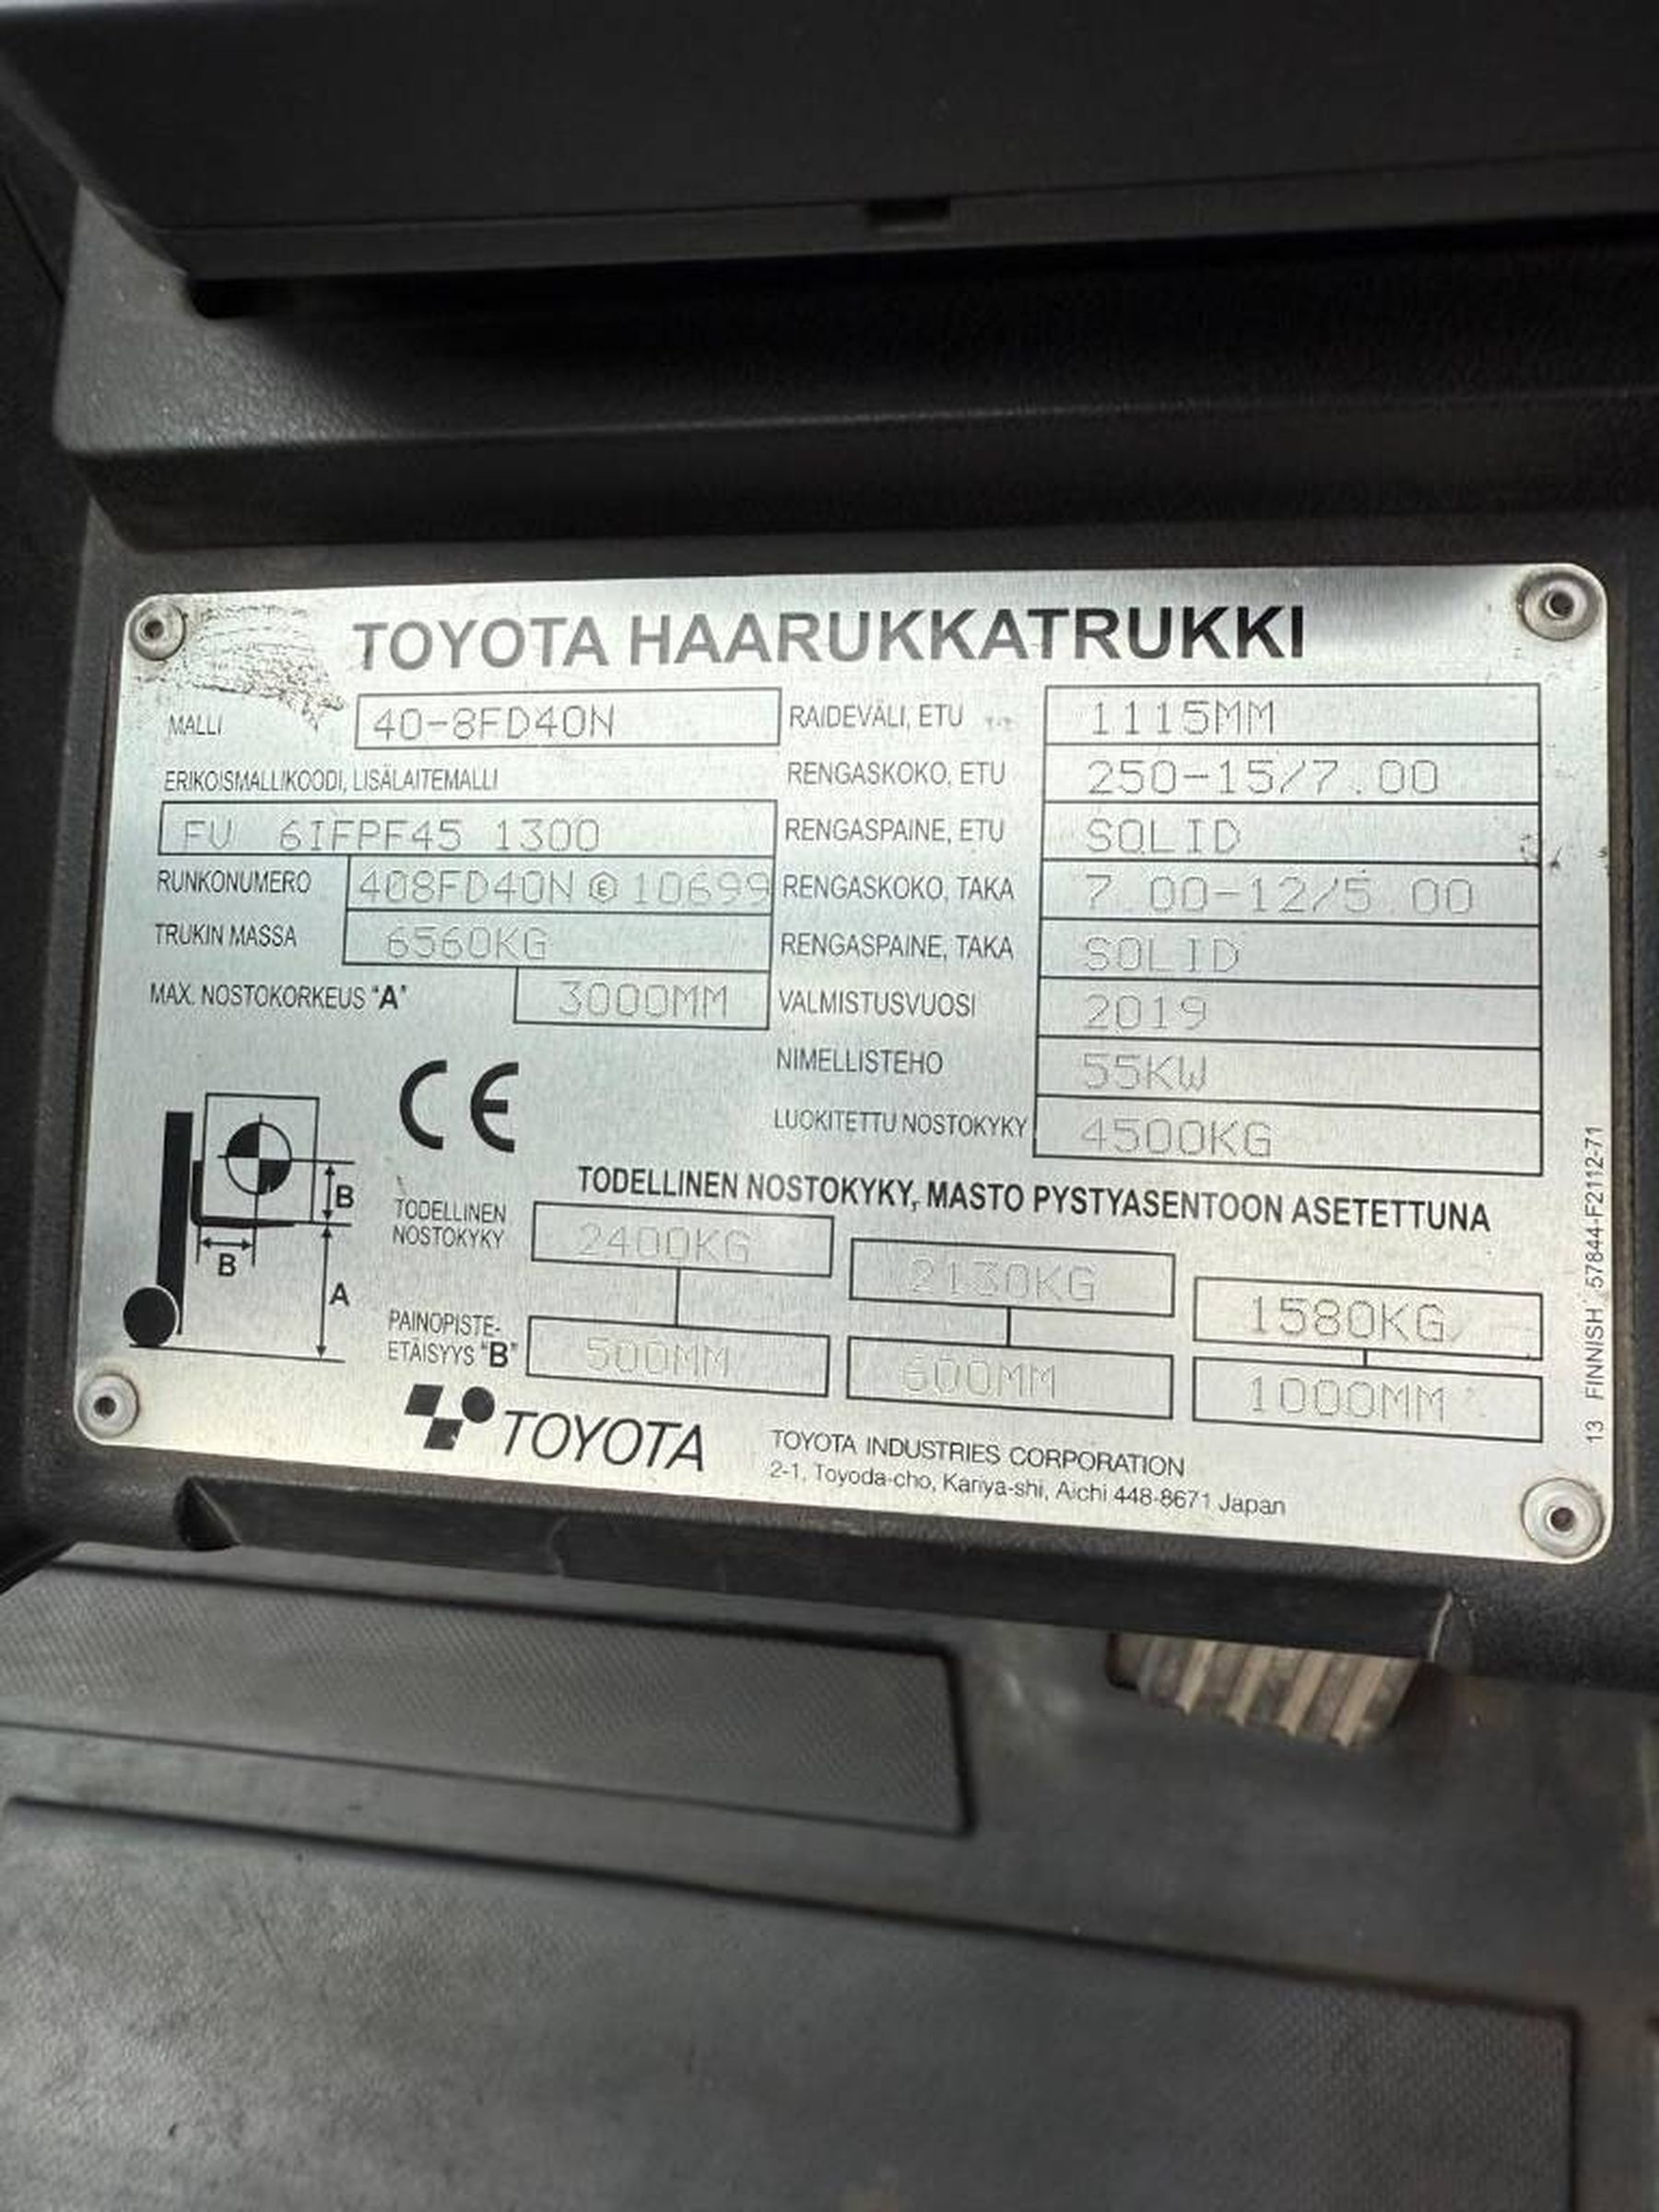 TOYOTA HAARUKKATRUKKI
MALLI 40-8FD40N
ERIKOISMALLIKOODI, LISÄLAITEMALLI
FV 6IFPF45 1300
RUNKONUMERO 408FD40N E 10699
TRUKIN MASSA 6560KG
MAX. NOSTOKORKEUS "A" 3000MM
RAIDEVÄLI, ETU 1115MM
RENGASKOKO, ETU 250-15/7.00
RENGASPAINE, ETU SOLID
RENGASKOKO, TAKA 7.00-12/5.00
RENGASPAINE, TAKA SOLID
VALMISTUSVUOSI 2019
NIMELLISTEHO 55KW
LUOKITETTU NOSTOKYKY 4500KG
CE
B
B
A
TODELLINEN NOSTOKYKY, MASTO PYSTYASENTOON ASETETTUNA
TODELLINEN
NOSTOKYKY
2400KG 2130KG 1580KG
PAINOPISTE-
ETÄISYYS "B"
500MM 600MM 1000MM
TOYOTA
TOYOTA INDUSTRIES CORPORATION
2-1, Toyoda-cho, Kariya-shi, Aichi 448-8671 Japan
13 FINNISH 57844-F2112-71